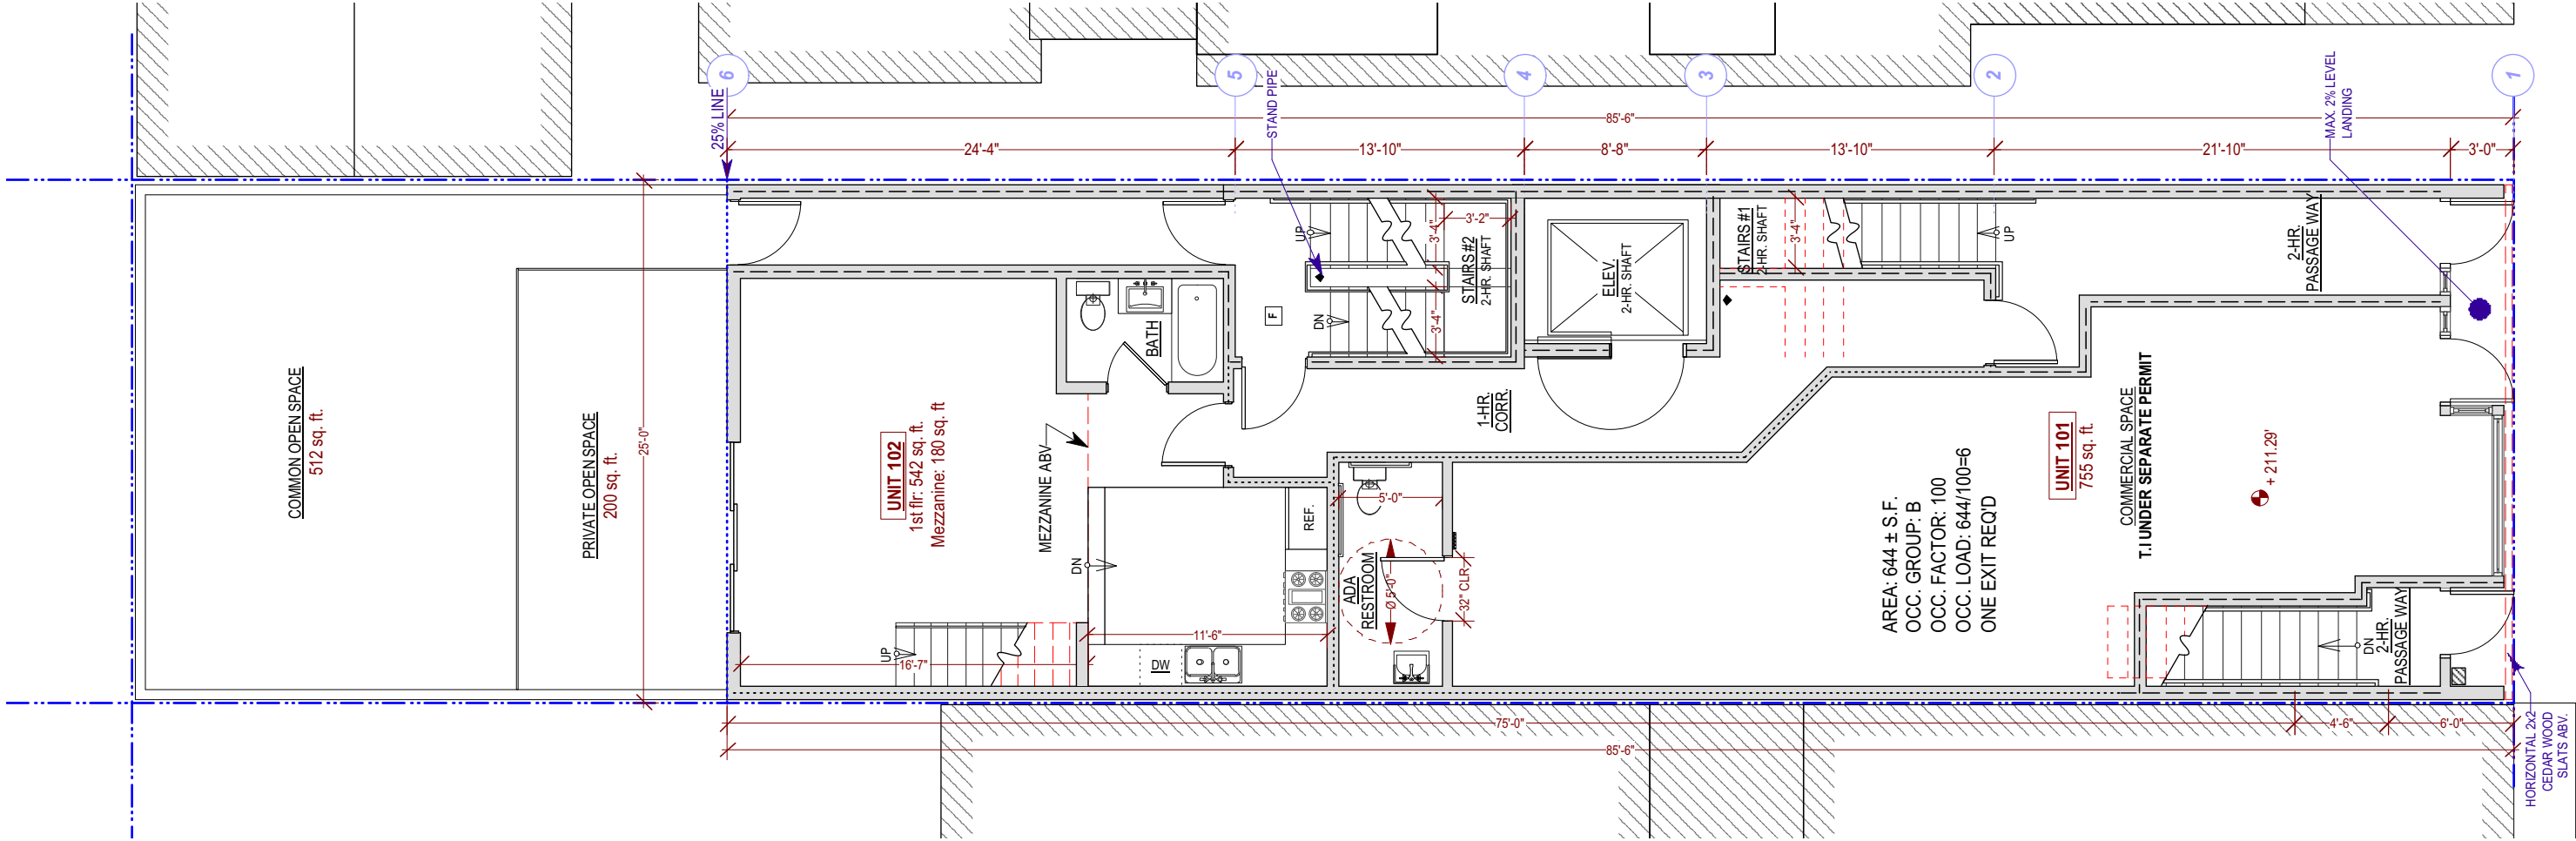 25% LINE
6
5
4
3
2
1
STAND PIPE
MAX. 2% LEVEL
LANDING
85'-6"
24'-4"
13'-10"
8'-8"
13'-10"
21'-10"
3'-0"
COMMON OPEN SPACE
512 sq. ft.
PRIVATE OPEN SPACE
200 sq. ft.
25'-0"
UNIT 102
1st flr: 542 sq. ft.
Mezzanine: 180 sq. ft
MEZZANINE ABV
BATH
UP
DN
F
3'-4"
3'-4"
3'-2"
STAIRS #2
2-HR. SHAFT
ELEV.
2-HR. SHAFT
STAIRS #1
2-HR. SHAFT
3'-4"
UP
2-HR.
PASSAGE WAY
1-HR.
CORR.
DN
REF.
UP
16'-7"
11'-6"
DW
ADA
RESTROOM
5'-0"
Ø 5'-0"
32" CLR
AREA: 644 ± S.F.
OCC. GROUP: B
OCC. FACTOR: 100
OCC. LOAD: 644/100=6
ONE EXIT REQ'D
UNIT 101
755 sq. ft.
COMMERCIAL SPACE
T.I UNDER SEPARATE PERMIT
+ 211.29'
DN
2-HR.
PASSAGE WAY
75'-0"
4'-6"
6'-0"
85'-6"
HORIZONTAL 2x2
CEDAR WOOD
SLATS ABV.